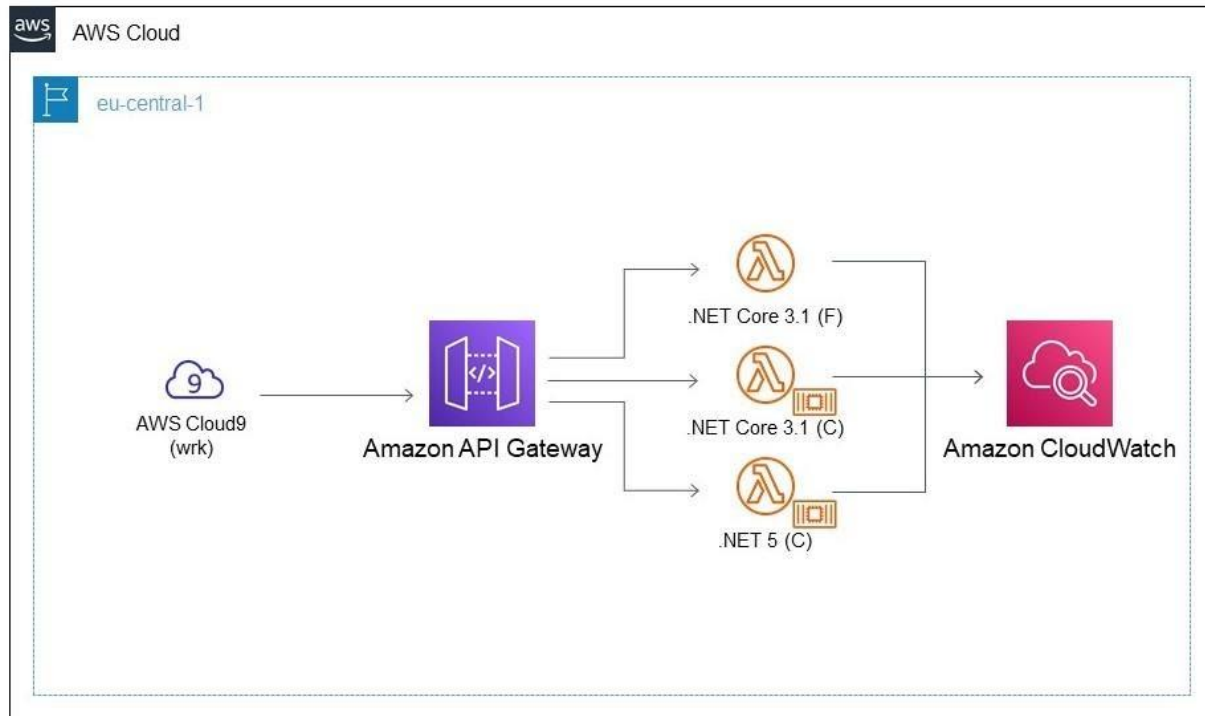 aws
AWS Cloud
eu-central-1
.NET Core 3.1 (F)
9
</>
AWS Cloud9
(wrk)
Amazon API Gateway
.NET Core 3.1 (C)
Amazon CloudWatch
.NET 5 (C)